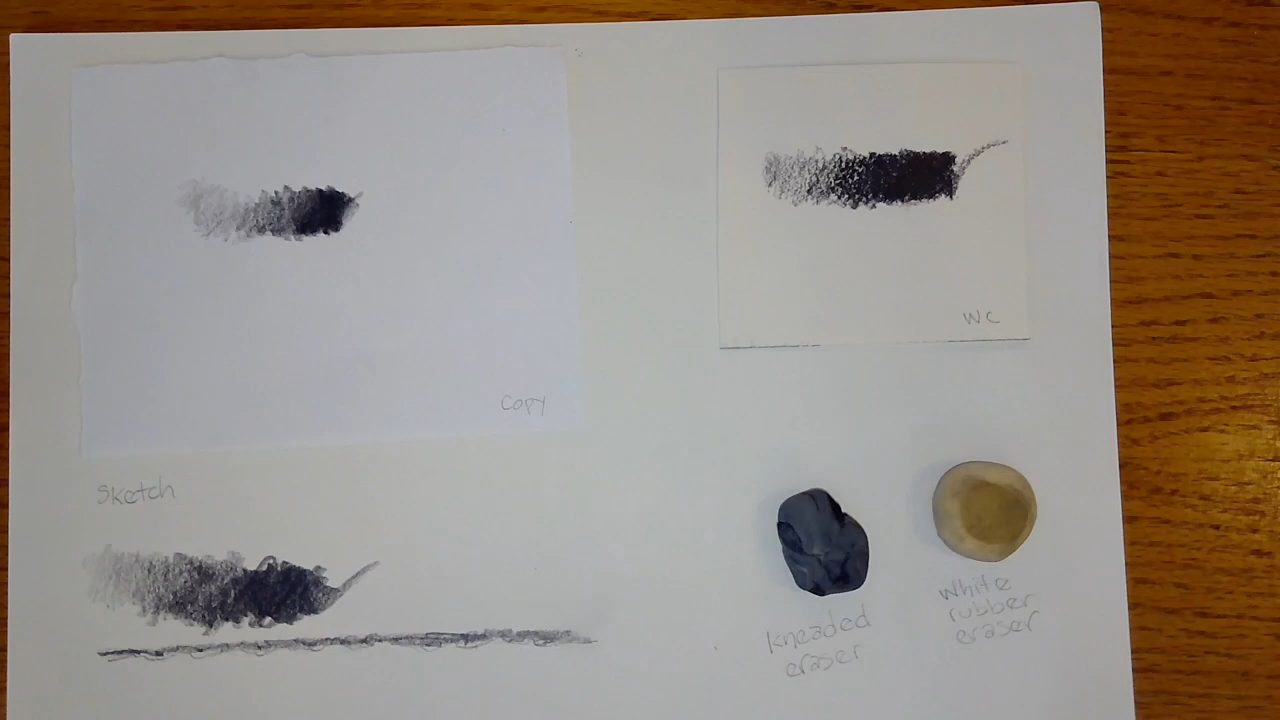 Copy
WC
Sketch
kneaded
eraser
white
rubber
eraser